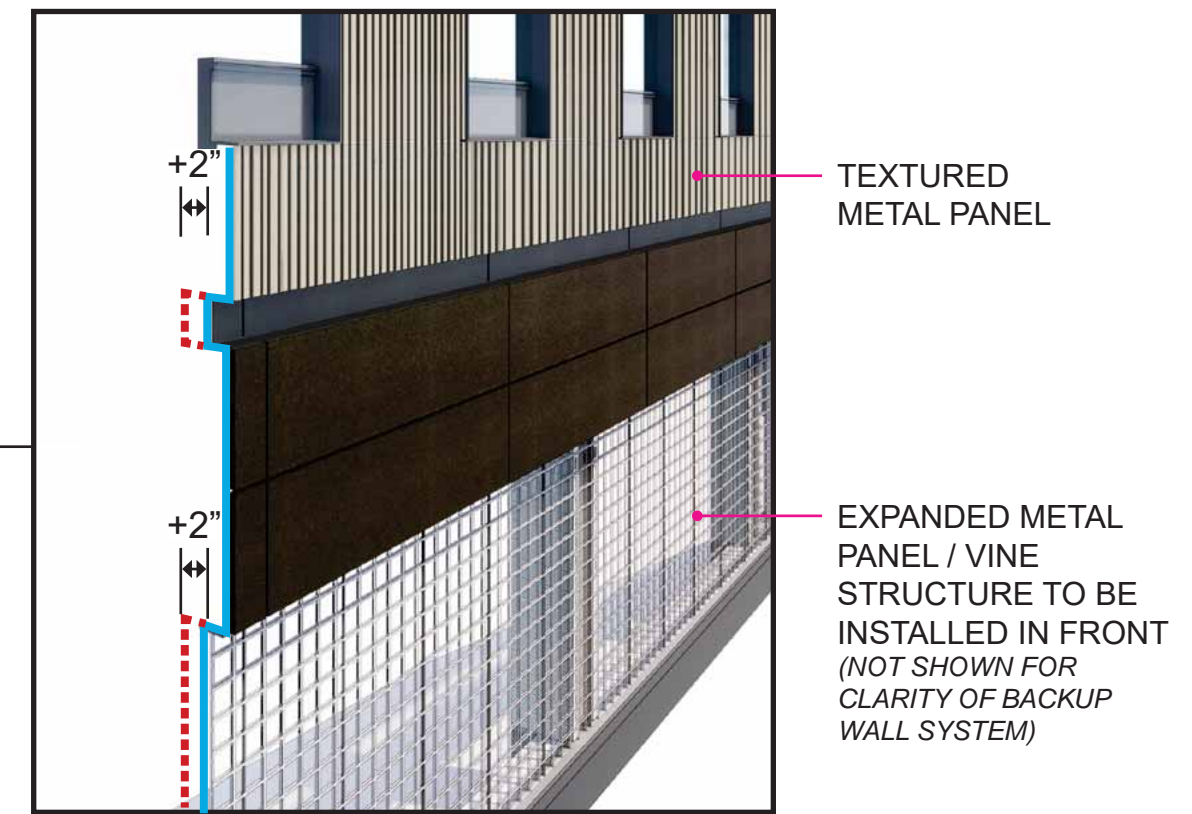 +2”
TEXTURED
METAL PANEL
+2”
EXPANDED METAL
PANEL / VINE
STRUCTURE TO BE
INSTALLED IN FRONT
(NOT SHOWN FOR
CLARITY OF BACKUP
WALL SYSTEM)